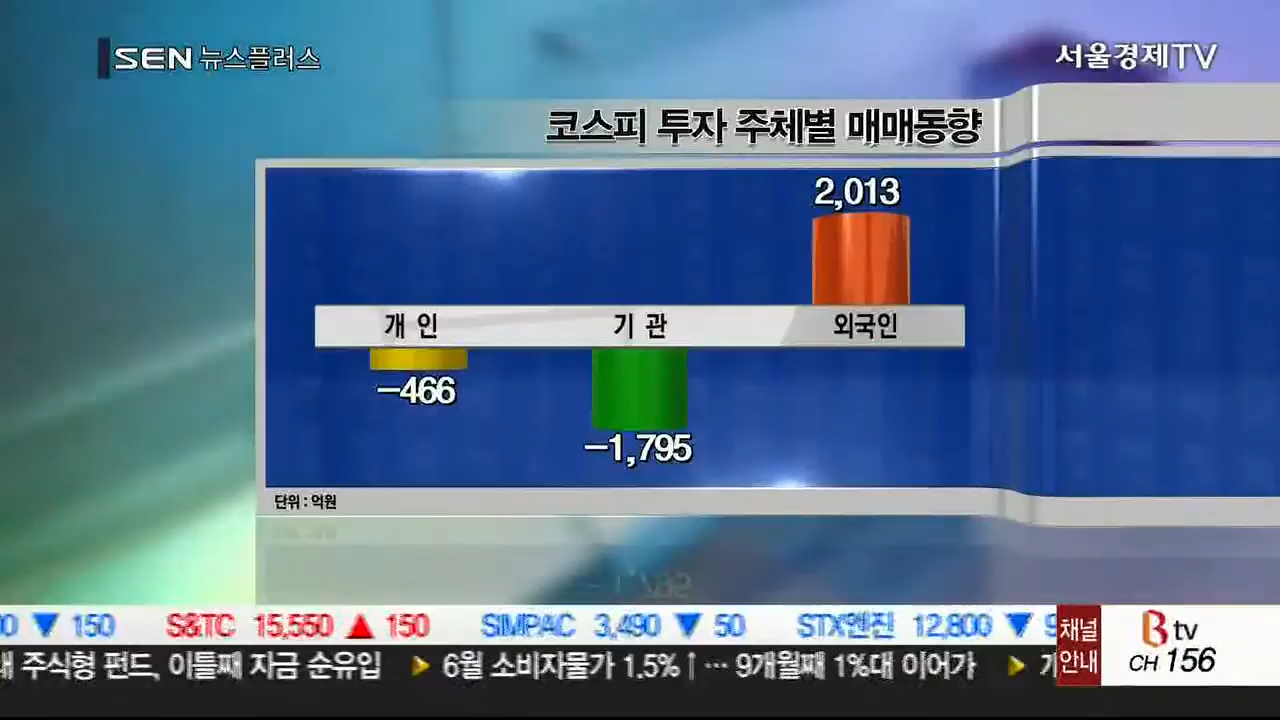 SEN 뉴스플러스
서울경제TV
코스피 투자 주체별 매매동향
2,013
개 인
기 관
외국인
-466
-1,795
단위 : 억원
150 S&TC 15,550 ▲ 150 SIMPAC 3,490 ▼ 50 STX엔진 12,800 ▼
주식형 펀드, 이틀째 자금 순유입 ▶ 6월 소비자물가 1.5%↑… 9개월째 1%대 이어가 ▶
채널
안내
B tv
CH 156